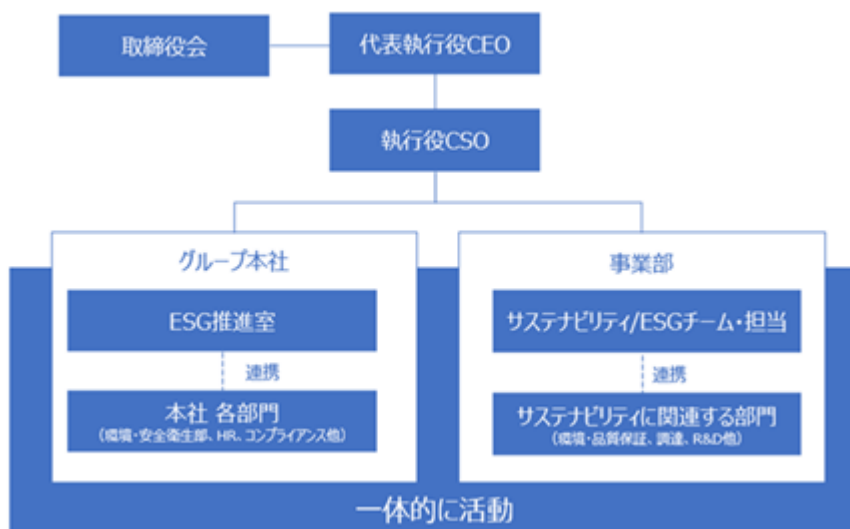 取締役会
代表執行役CEO
執行役CSO
グループ本社
ESG推進室
連携
本社 各部門
(環境・安全衛生部、HR、コンプライアンス他)
事業部
サステナビリティ/ESGチーム・担当
連携
サステナビリティに関連する部門
(環境・品質保証、調達、R&D他)
一体的に活動